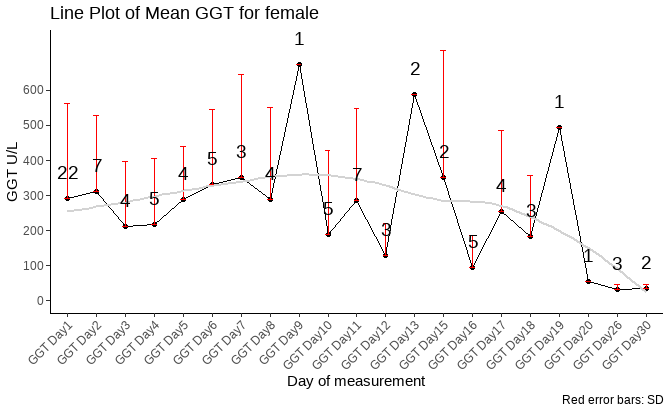 Line Plot of Mean GGT for female
GGT U/L
600
500
400
300
200
100
0
22
7
4
5
4
5
3
4
1
5
7
3
2
2
5
4
3
1
1
3
2
GGT Day1
GGT Day2
GGT Day3
GGT Day4
GGT Day5
GGT Day6
GGT Day7
GGT Day8
GGT Day9
GGT Day10
GGT Day11
GGT Day12
GGT Day13
GGT Day15
GGT Day16
GGT Day17
GGT Day18
GGT Day19
GGT Day20
GGT Day26
GGT Day30
Day of measurement
Red error bars: SD